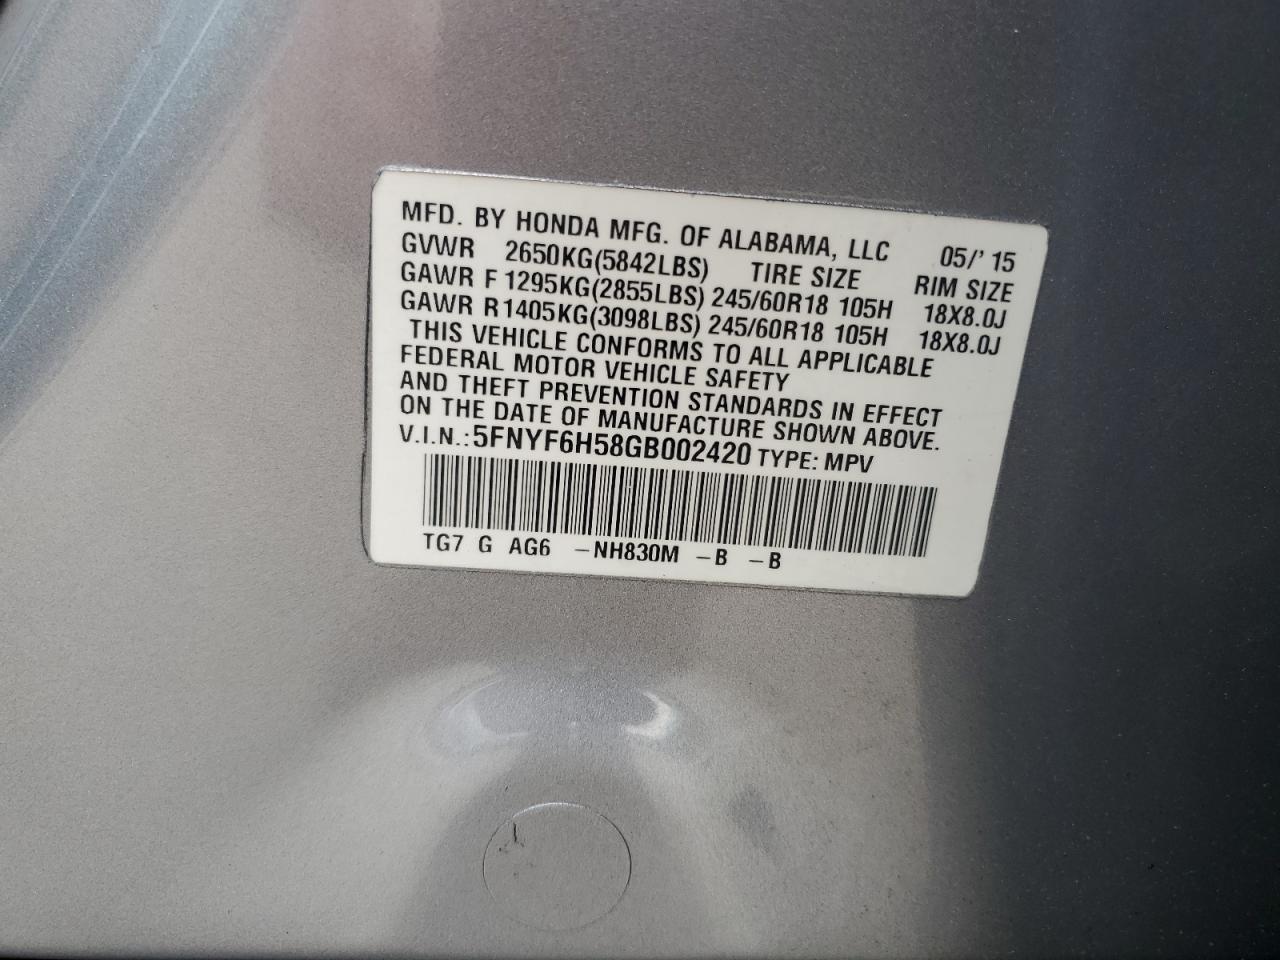 MFD. BY HONDA MFG. OF ALABAMA, LLC 05/' 15
GVWR 2650KG(5842LBS) TIRE SIZE RIM SIZE
GAWR F 1295KG(2855LBS) 245/60R18 105H 18X8.0J
GAWR R1405KG(3098LBS) 245/60R18 105H 18X8.0J
THIS VEHICLE CONFORMS TO ALL APPLICABLE
FEDERAL MOTOR VEHICLE SAFETY
AND THEFT PREVENTION STANDARDS IN EFFECT
ON THE DATE OF MANUFACTURE SHOWN ABOVE.
V.I.N.:5FNYF6H58GB002420 TYPE: MPV
TG7 G AG6 -NH830M -B -B